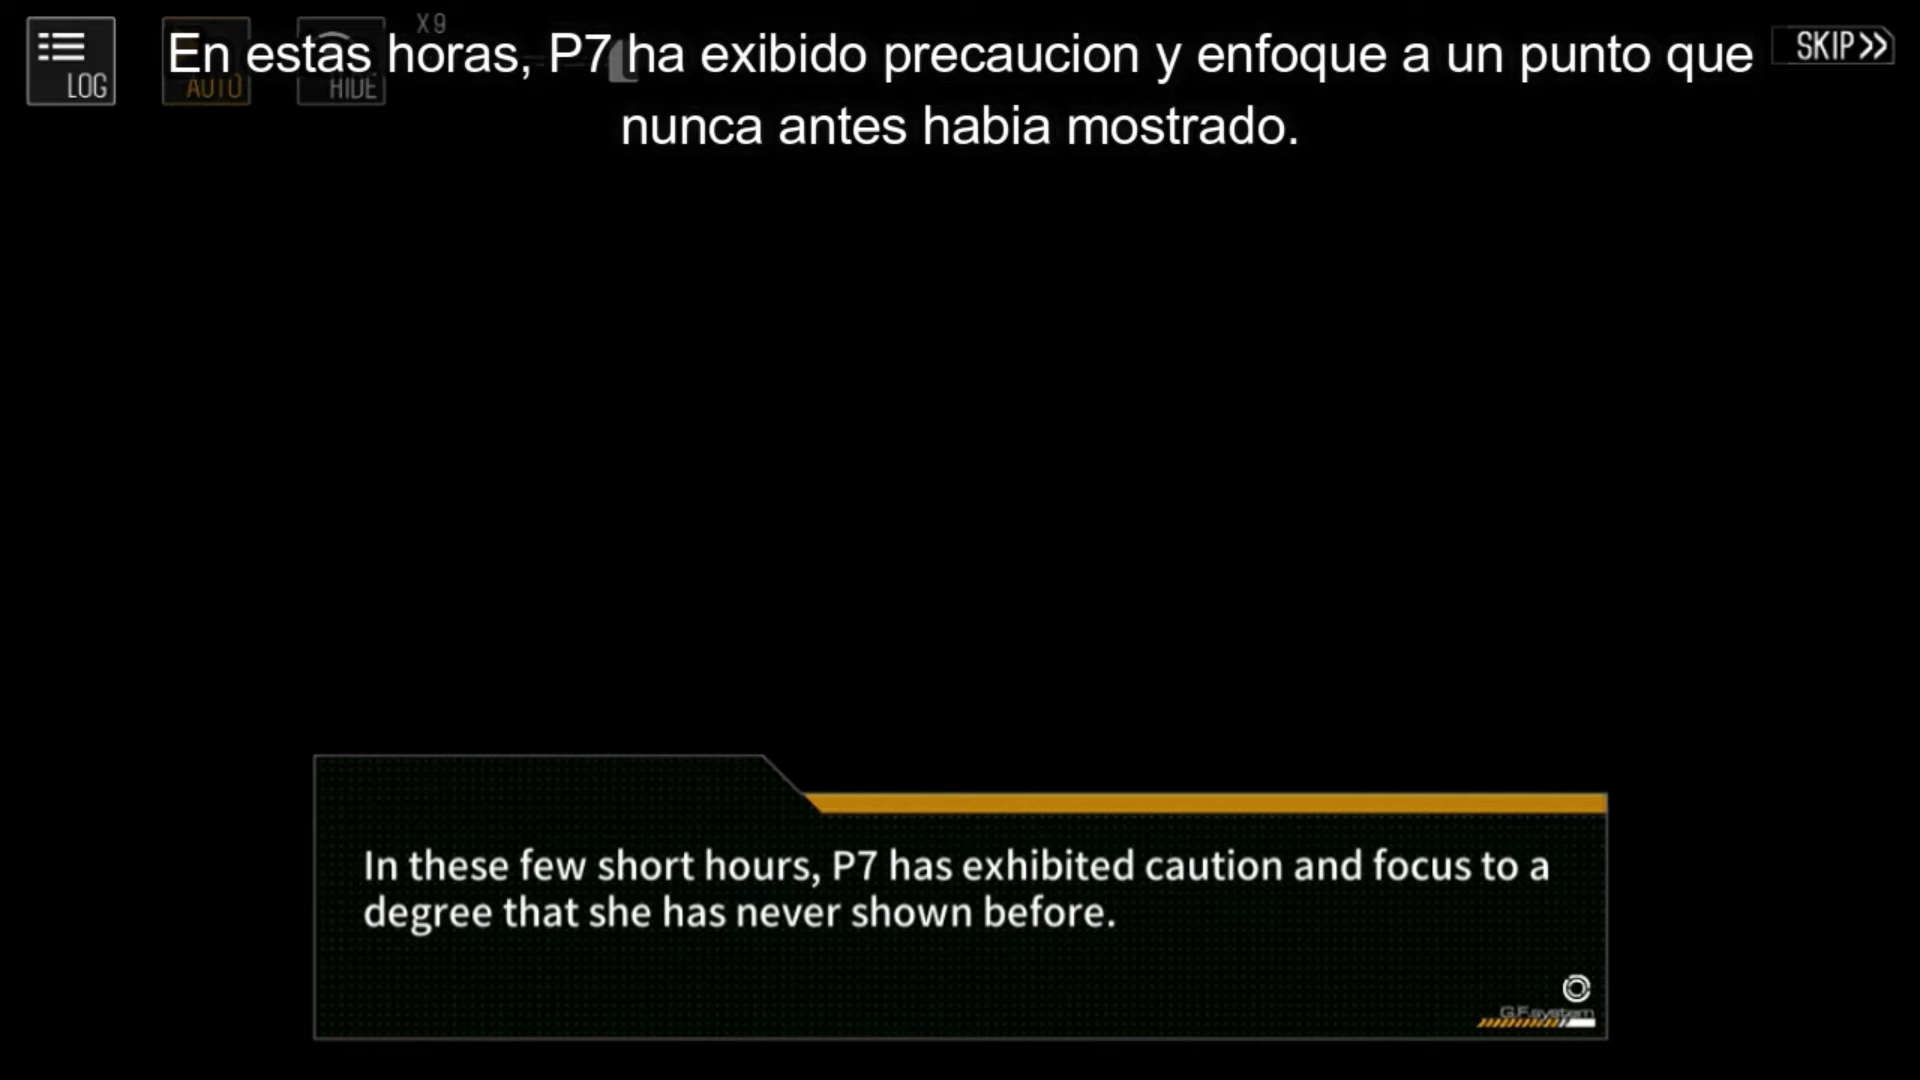 LOG
AUTO
HIDE
X9
En estas horas, P7 ha exibido precaucion y enfoque a un punto que
nunca antes habia mostrado.
SKIP
In these few short hours, P7 has exhibited caution and focus to a
degree that she has never shown before.
G.F.system